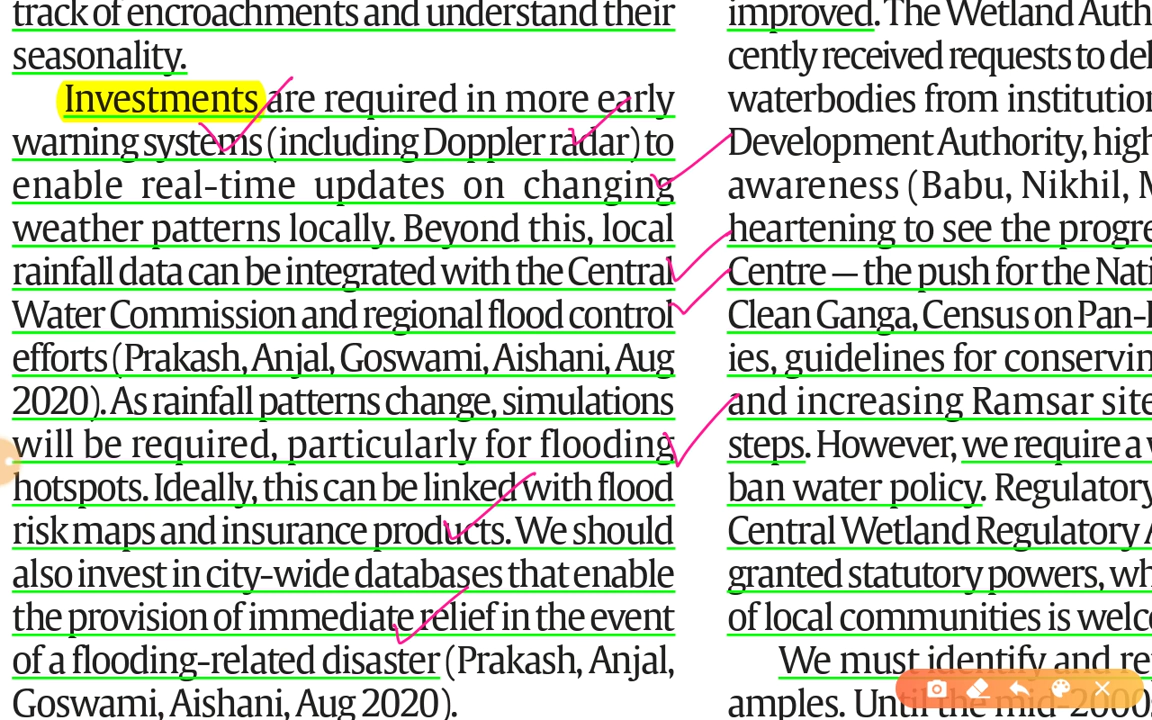 track of encroachments and understand their
seasonality.
Investments are required in more early
warning systems (including Doppler radar) to
enable real-time updates on changing
weather patterns locally. Beyond this, local
rainfall data can be integrated with the Central
Water Commission and regional flood control
efforts (Prakash, Anjal, Goswami, Aishani, Aug
2020). As rainfall patterns change, simulations
will be required, particularly for flooding
hotspots. Ideally, this can be linked with flood
risk maps and insurance products. We should
also invest in city-wide databases that enable
the provision of immediate relief in the event
of a flooding-related disaster (Prakash, Anjal,
Goswami, Aishani, Aug 2020).
improved. The Wetland Auth
cently received requests to
waterbodies from institution
Development Authority, high
awareness (Babu, Nikhil,
heartening to see the progre
Centre — the push for the Nati
Clean Ganga, Census on Pan-
ies, guidelines for conservin
and increasing Ramsar site
steps. However, we require a
ban water policy. Regulatory
Central Wetland Regulatory
granted statutory powers, wh
of local communities is welc
We must identify and re
amples. Until the mid-2000s